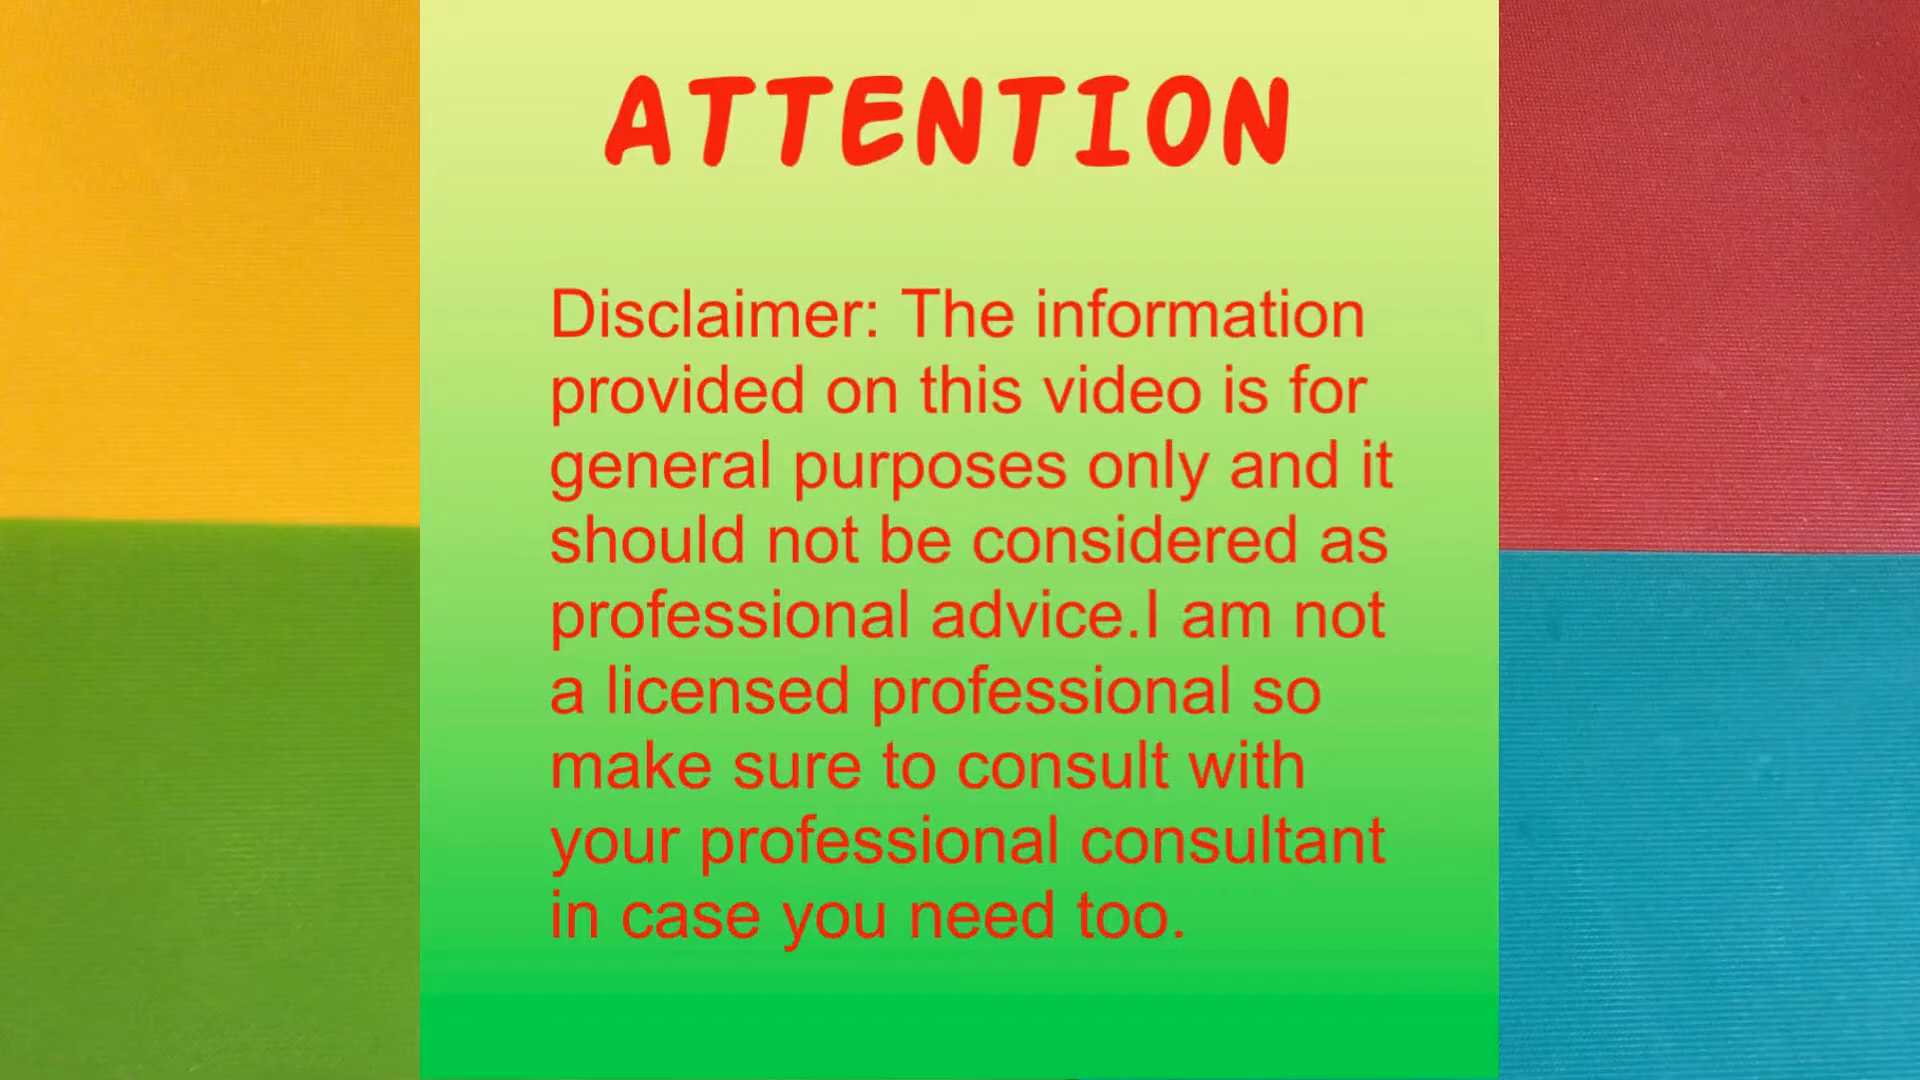 ATTENTION
Disclaimer: The information
provided on this video is for
general purposes only and it
should not be considered as
professional advice.I am not
a licensed professional so
make sure to consult with
your professional consultant
in case you need too.